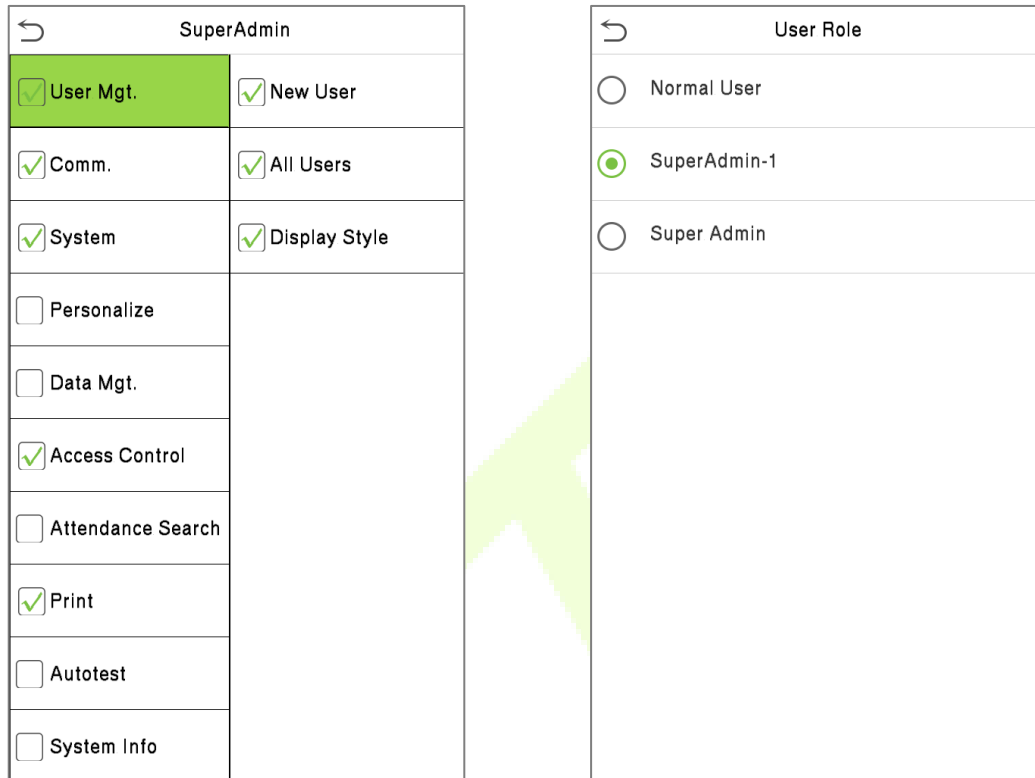 SuperAdmin
User Mgt.
New User
Comm.
All Users
System
Display Style
Personalize
Data Mgt.
Access Control
Attendance Search
Print
Autotest
System Info
User Role
Normal User
SuperAdmin-1
Super Admin